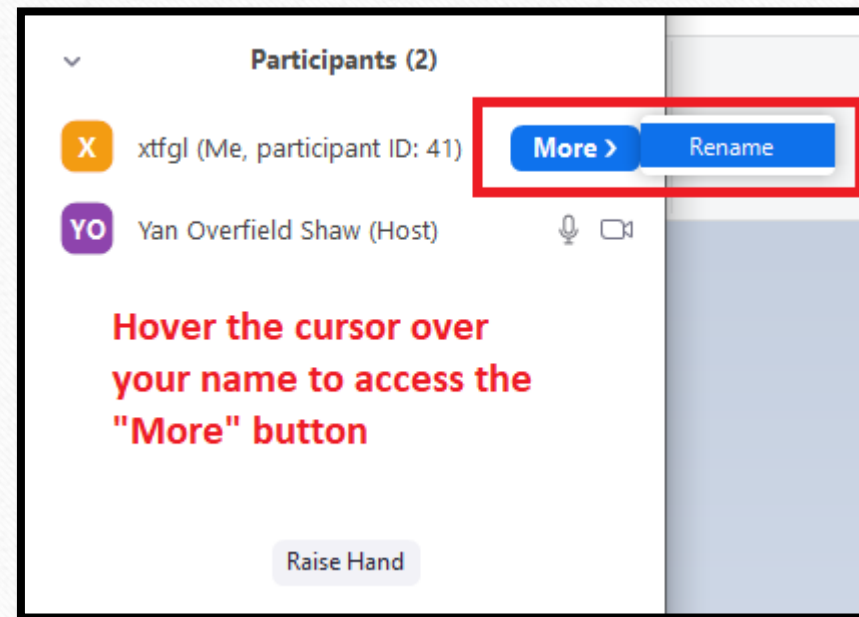 Participants (2)
X xtfgl (Me, participant ID: 41) More > Rename
YO Yan Overfield Shaw (Host)
Hover the cursor over
your name to access the
"More" button
Raise Hand